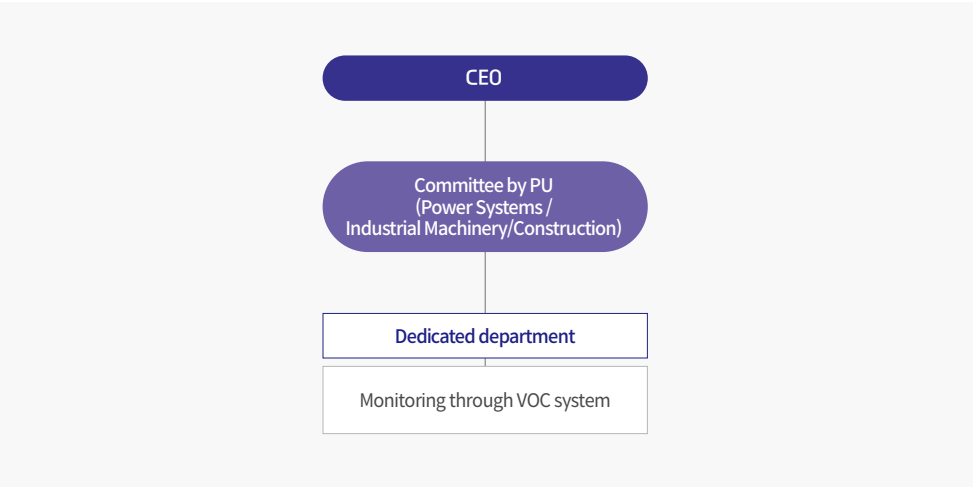 CEO
Committee by PU
(Power Systems /
Industrial Machinery/Construction)
Dedicated department
Monitoring through VOC system